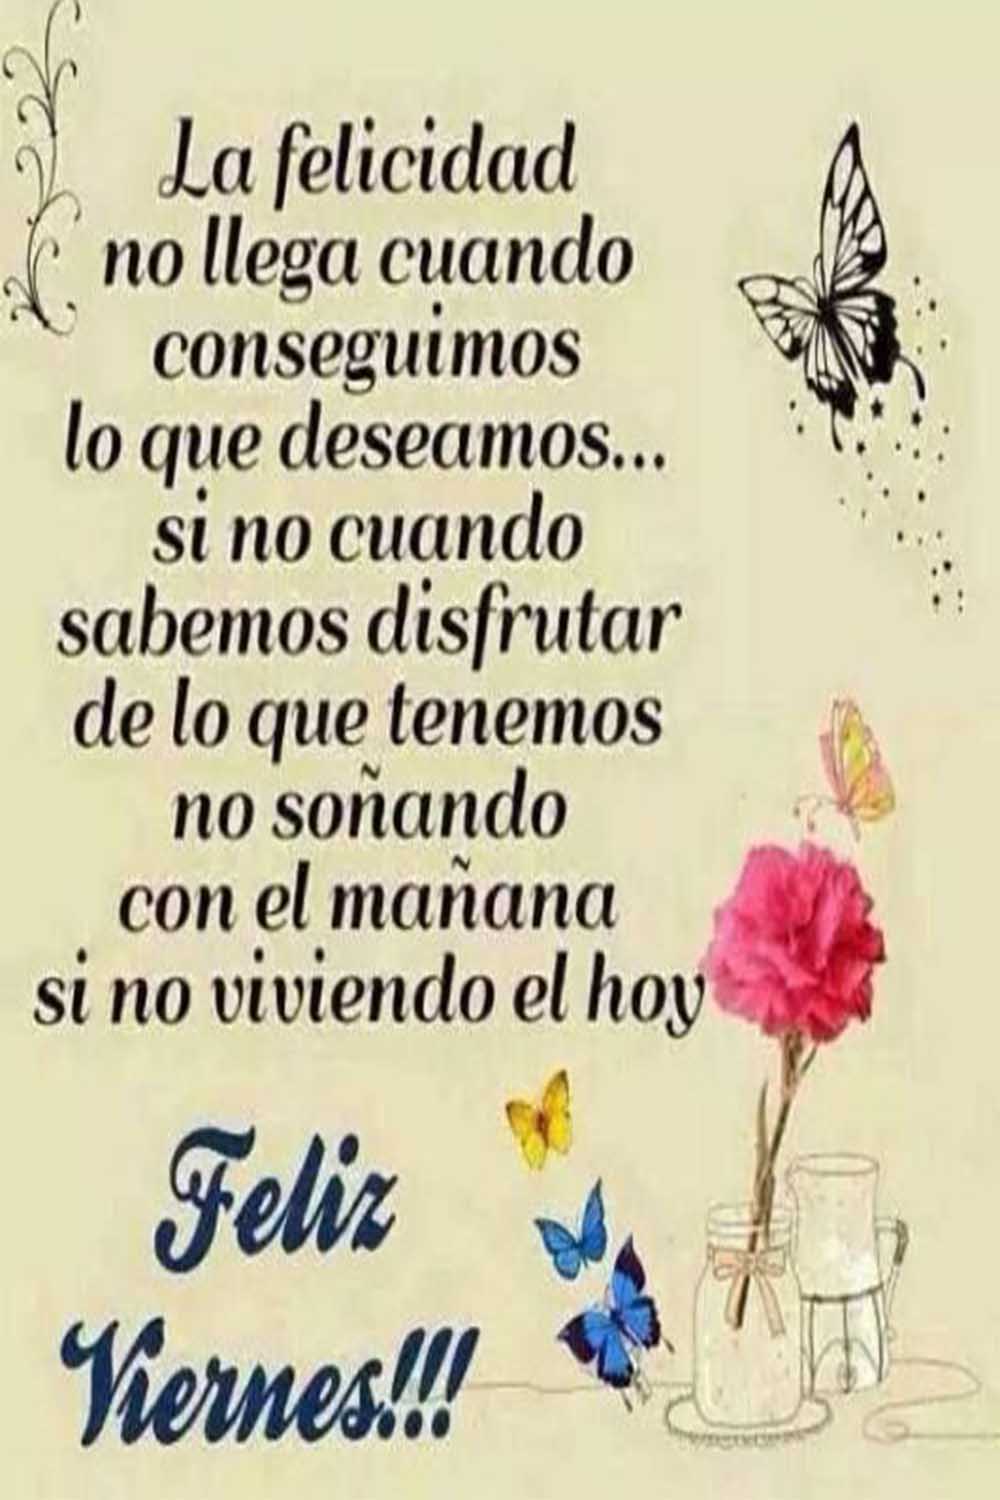 La felicidad
no llega cuando
conseguimos
lo que deseamos...
si no cuando
sabemos disfrutar
de lo que tenemos
no soñando
con el mañana
si no viviendo el hoy
Feliz
Viernes!!!